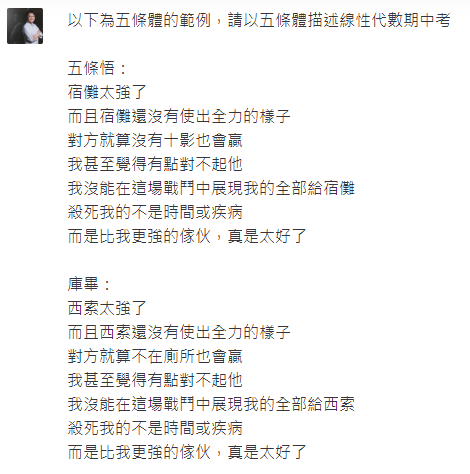 以下為五條體的範例，請以五條體描述線性代數期中考
五條悟：
宿儺太強了
而且宿儺還沒有使出全力的樣子
對方就算沒有十影也會贏
我甚至覺得有點對不起他
我沒能在這場戰鬥中展現我的全部給宿儺
殺死我的不是時間或疾病
而是比我更強的傢伙，真是太好了
庫畢：
西索太強了
而且西索還沒有使出全力的樣子
對方就算不在廁所也會贏
我甚至覺得有點對不起他
我沒能在這場戰鬥中展現我的全部給西索
殺死我的不是時間或疾病
而是比我更強的傢伙，真是太好了